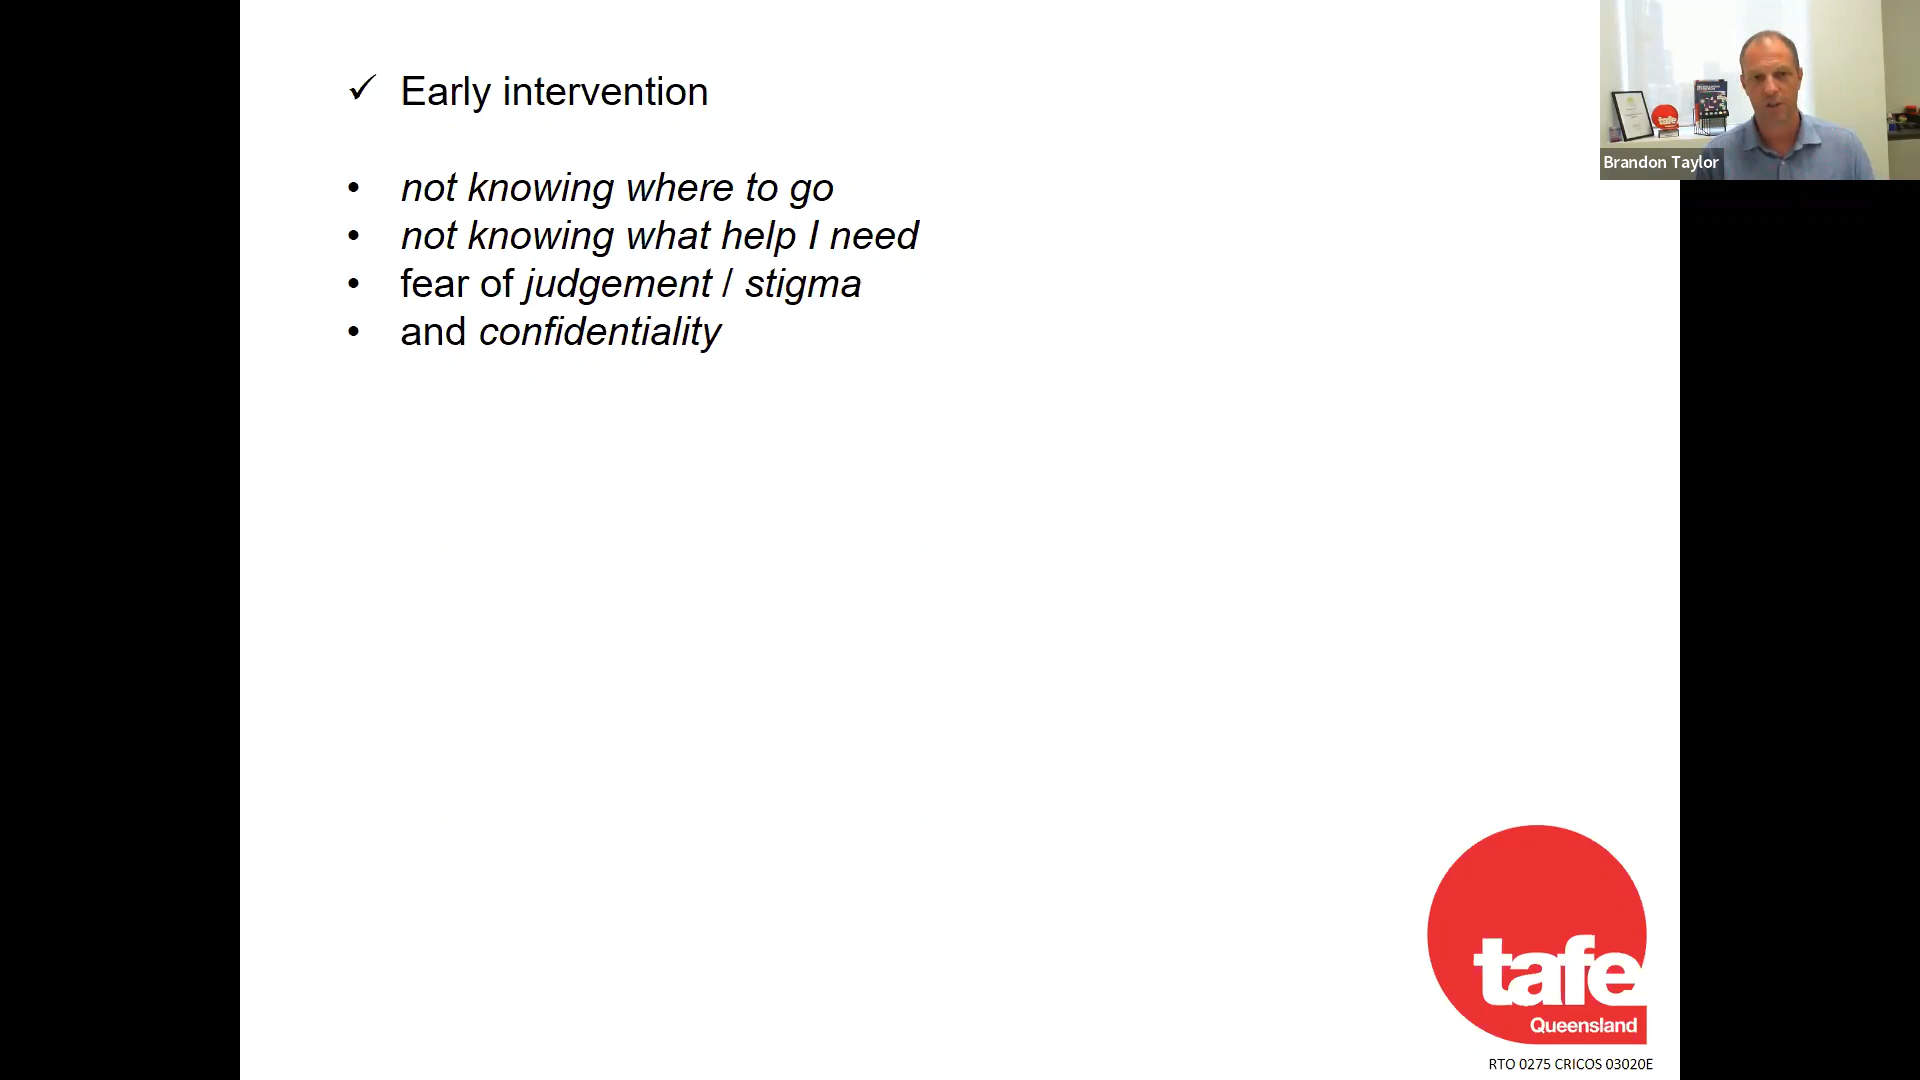 ✓ Early intervention
• not knowing where to go
• not knowing what help I need
• fear of judgement / stigma
• and confidentiality
tafe
Brandon Taylor
tafe
Queensland
RTO 0275 CRICOS 03020E